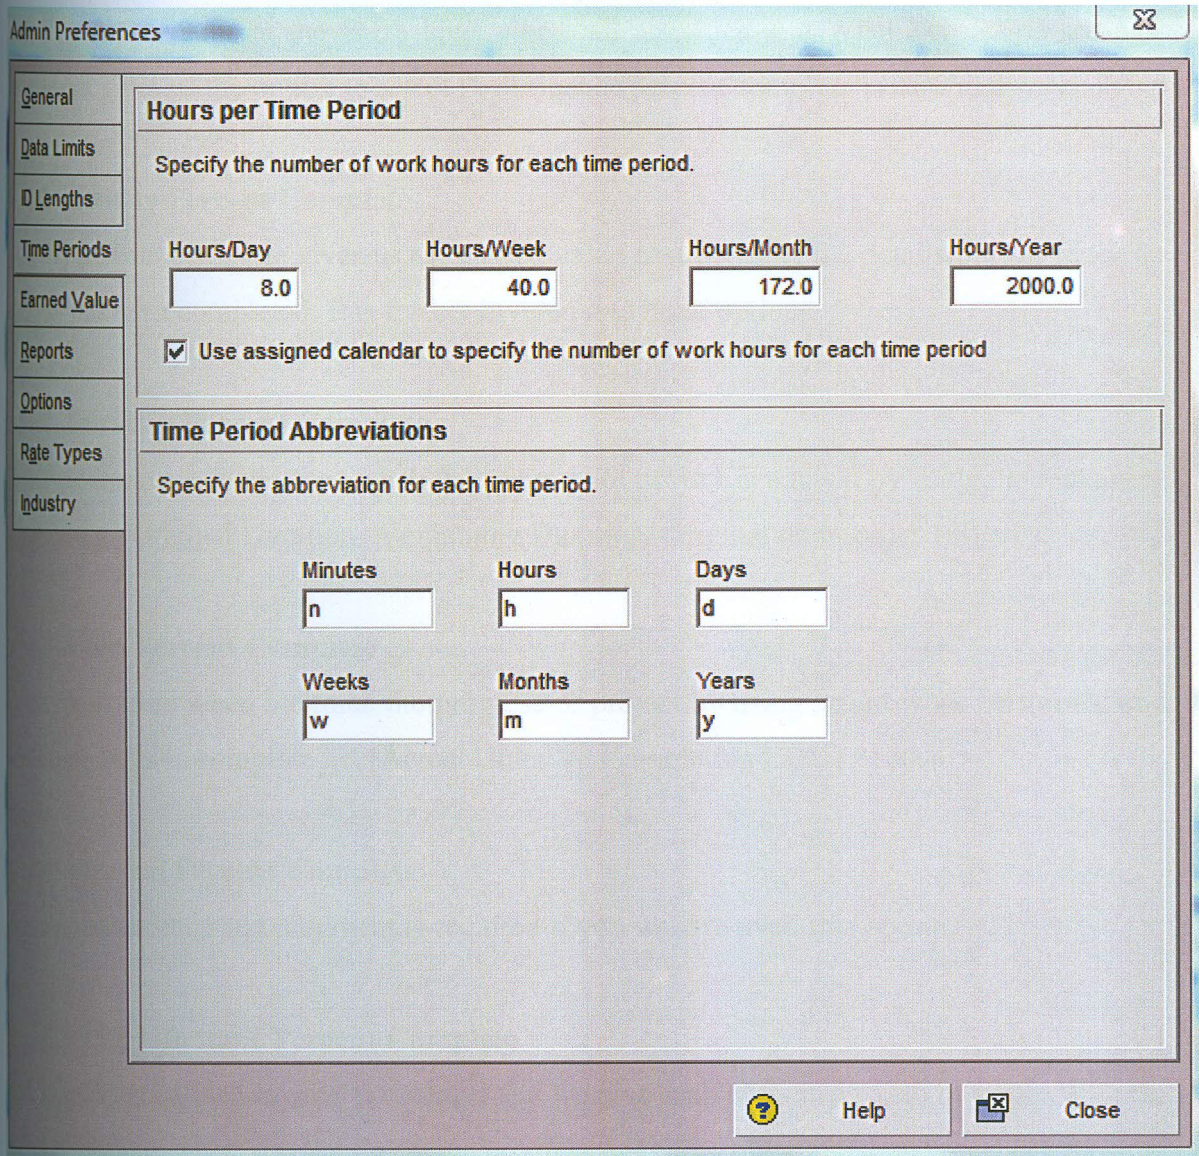 Admin Preferences
General
Data Limits
ID Lengths
Time Periods
Earned Value
Reports
Options
Rate Types
Industry
Hours per Time Period
Specify the number of work hours for each time period.
Hours/Day Hours/Week Hours/Month Hours/Year
8.0 40.0 172.0 2000.0
Use assigned calendar to specify the number of work hours for each time period
Time Period Abbreviations
Specify the abbreviation for each time period.
Minutes Hours Days
n h d
Weeks Months Years
w m y
Help Close